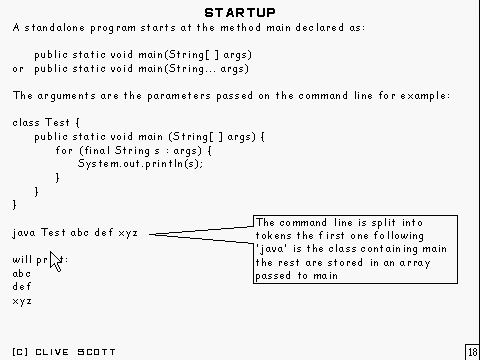 STARTUP
A standalone program starts at the method main declared as:
public static void main(String[ ] args)
or public static void main(String... args)
The arguments are the parameters passed on the command line for example:
class Test {
public static void main (String[ ] args) {
for (final String s : args) {
System.out.println(s);
}
}
}
java Test abc def xyz
The command line is split into
tokens the first one following
'java' is the class containing main
the rest are stored in an array
passed to main
will print:
abc
def
xyz
(C) CLIVE SCOTT
18